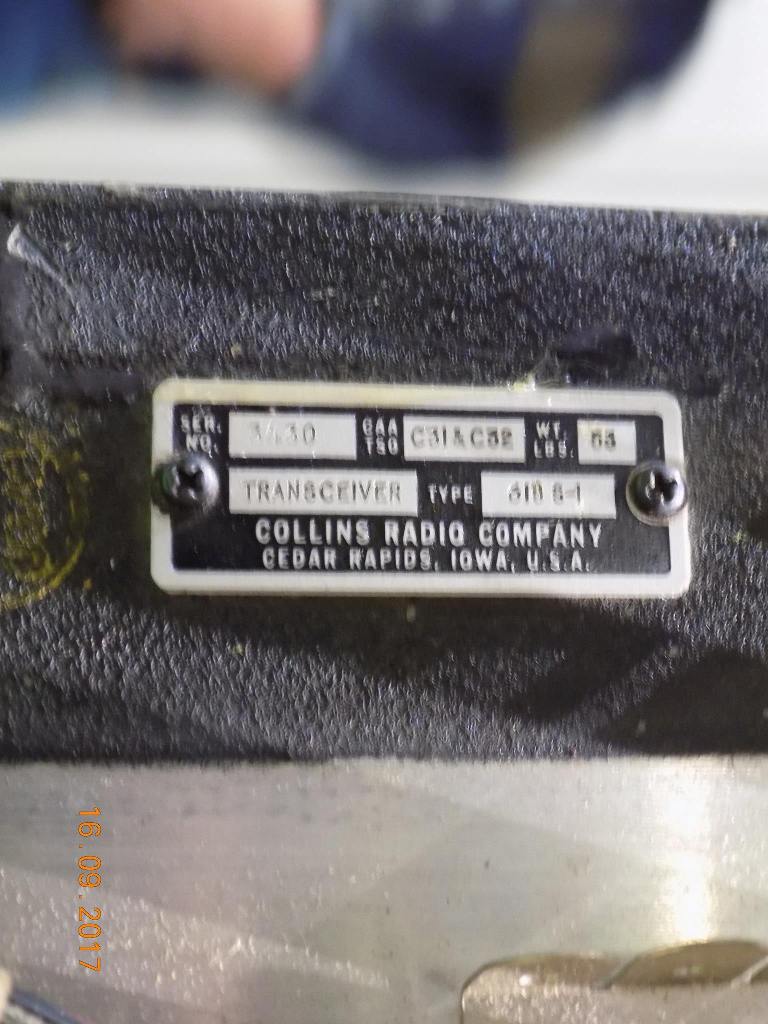 SER. NO. 3430 CAA TSO C31&C32 WT. LBS. 53
TRANSCEIVER TYPE 618 S-1
COLLINS RADIO COMPANY
CEDAR RAPIDS, IOWA, U.S.A.
16.09.2017